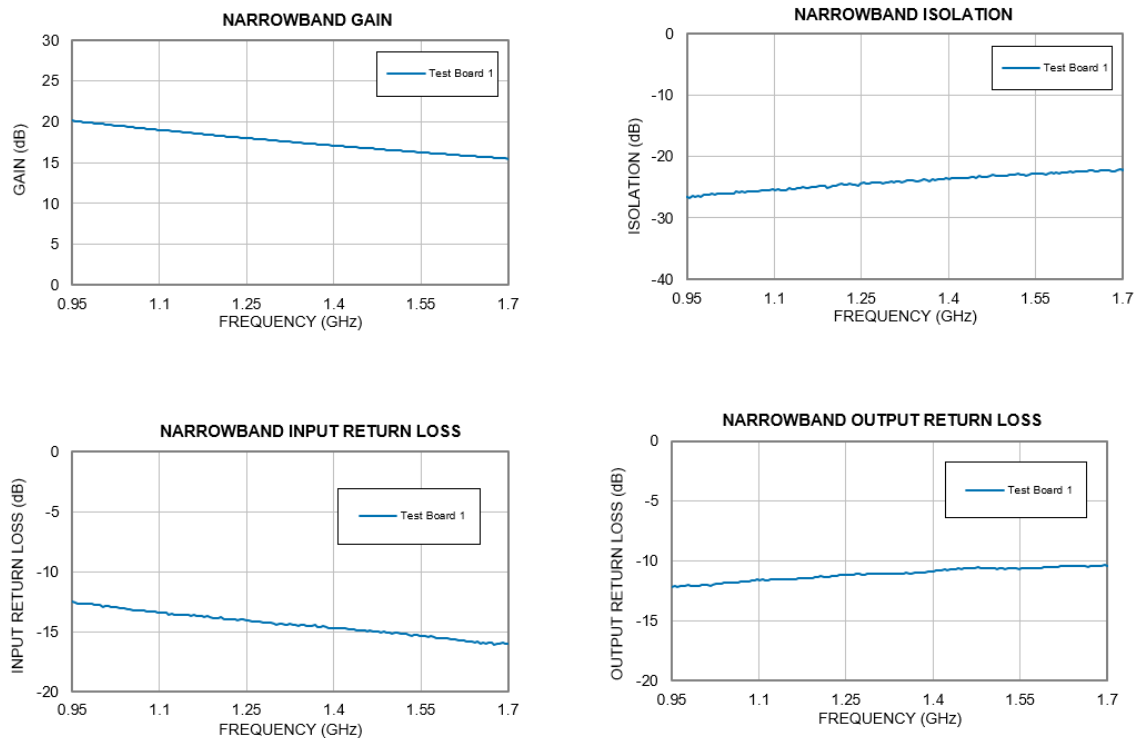 NARROWBAND GAIN
30
25
20
15
10
5
0
GAIN (dB)
Test Board 1
0.95 1.1 1.25 1.4 1.55 1.7
FREQUENCY (GHz)
NARROWBAND ISOLATION
0
-10
-20
-30
-40
ISOLATION (dB)
Test Board 1
0.95 1.1 1.25 1.4 1.55 1.7
FREQUENCY (GHz)
NARROWBAND INPUT RETURN LOSS
0
-5
-10
-15
-20
INPUT RETURN LOSS (dB)
Test Board 1
0.95 1.1 1.25 1.4 1.55 1.7
FREQUENCY (GHz)
NARROWBAND OUTPUT RETURN LOSS
0
-5
-10
-15
-20
OUTPUT RETURN LOSS (dB)
Test Board 1
0.95 1.1 1.25 1.4 1.55 1.7
FREQUENCY (GHz)